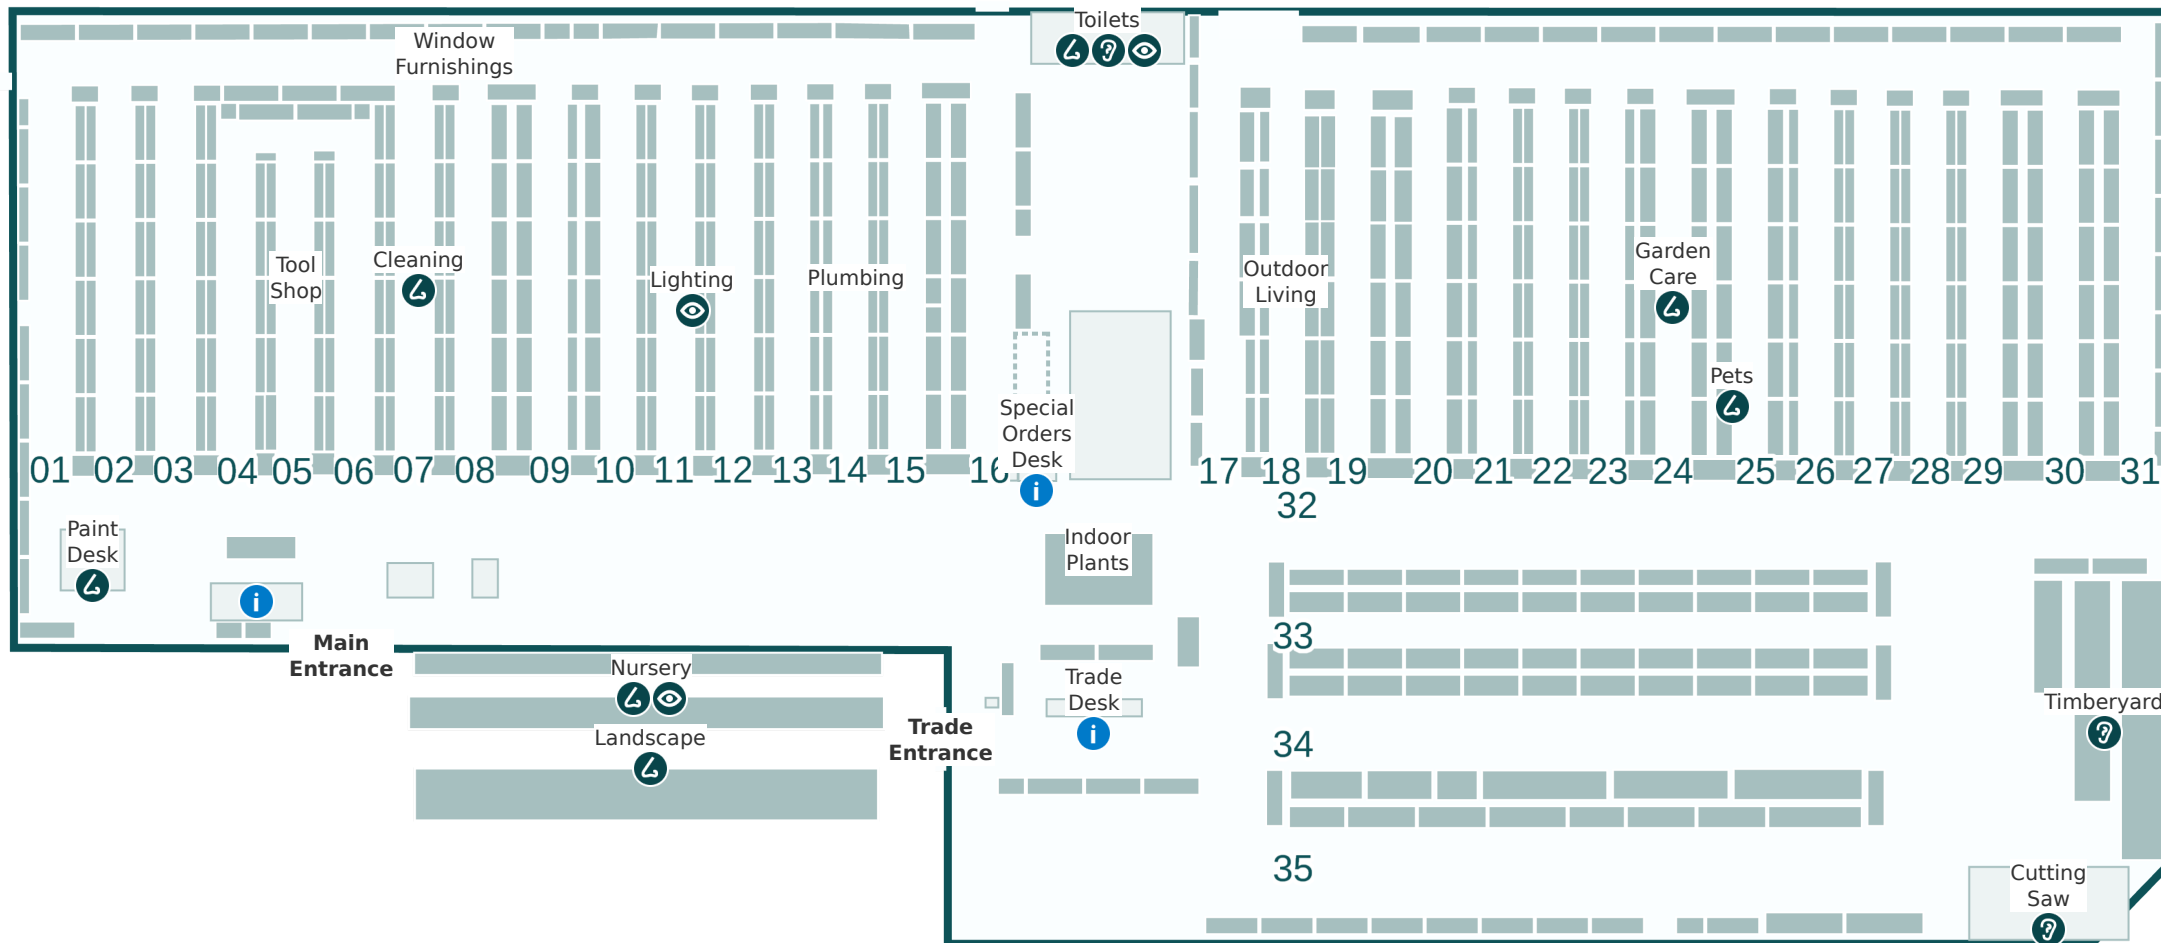 Toilets
Window
Furnishings
Tool
Shop
Cleaning
Lighting
Plumbing
Outdoor
Living
Garden
Care
Pets
Special
Orders
Desk
i
01 02 03 04 05 06 07 08 09 10 11 12 13 14 15 16 17 18 19 20 21 22 23 24 25 26 27 28 29 30 31
32
Paint
Desk
i
Main
Entrance
Indoor
Plants
33
Nursery
Landscape
Trade
Entrance
Trade
Desk
i
34
Timberyard
35
Cutting
Saw